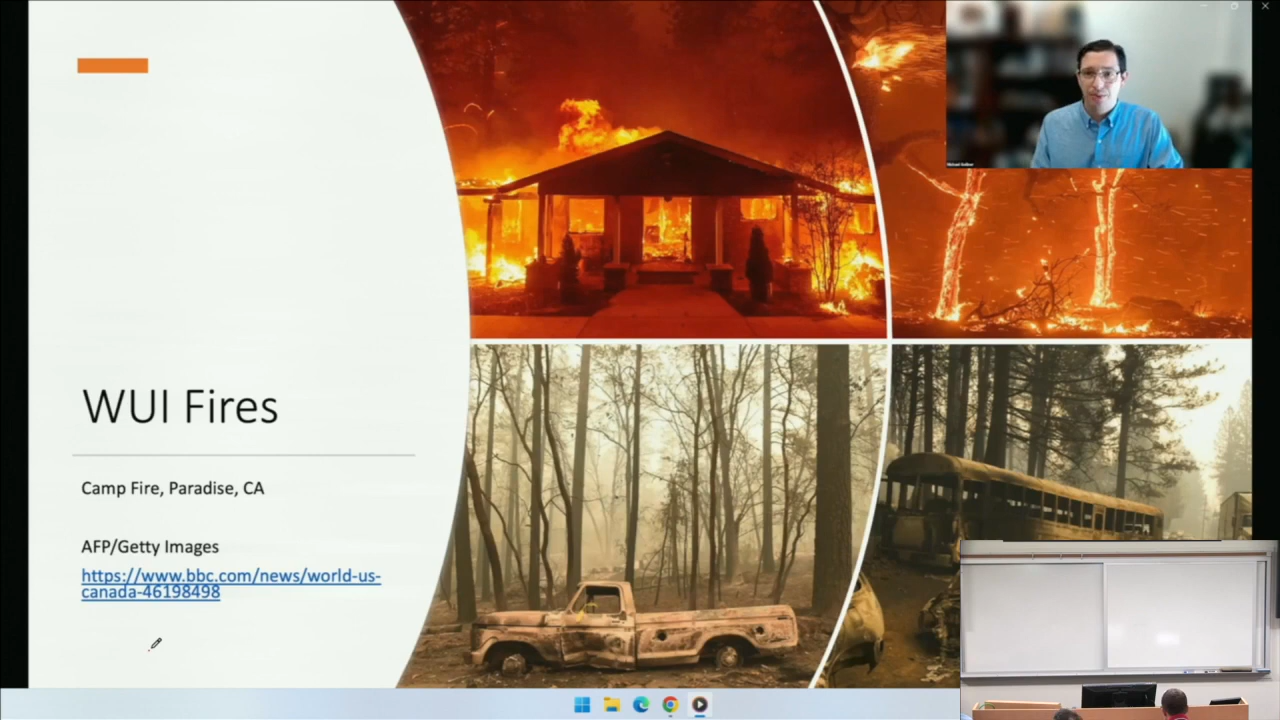 WUI Fires
Camp Fire, Paradise, CA
AFP/Getty Images
https://www.bbc.com/news/world-us-
canada-46198498